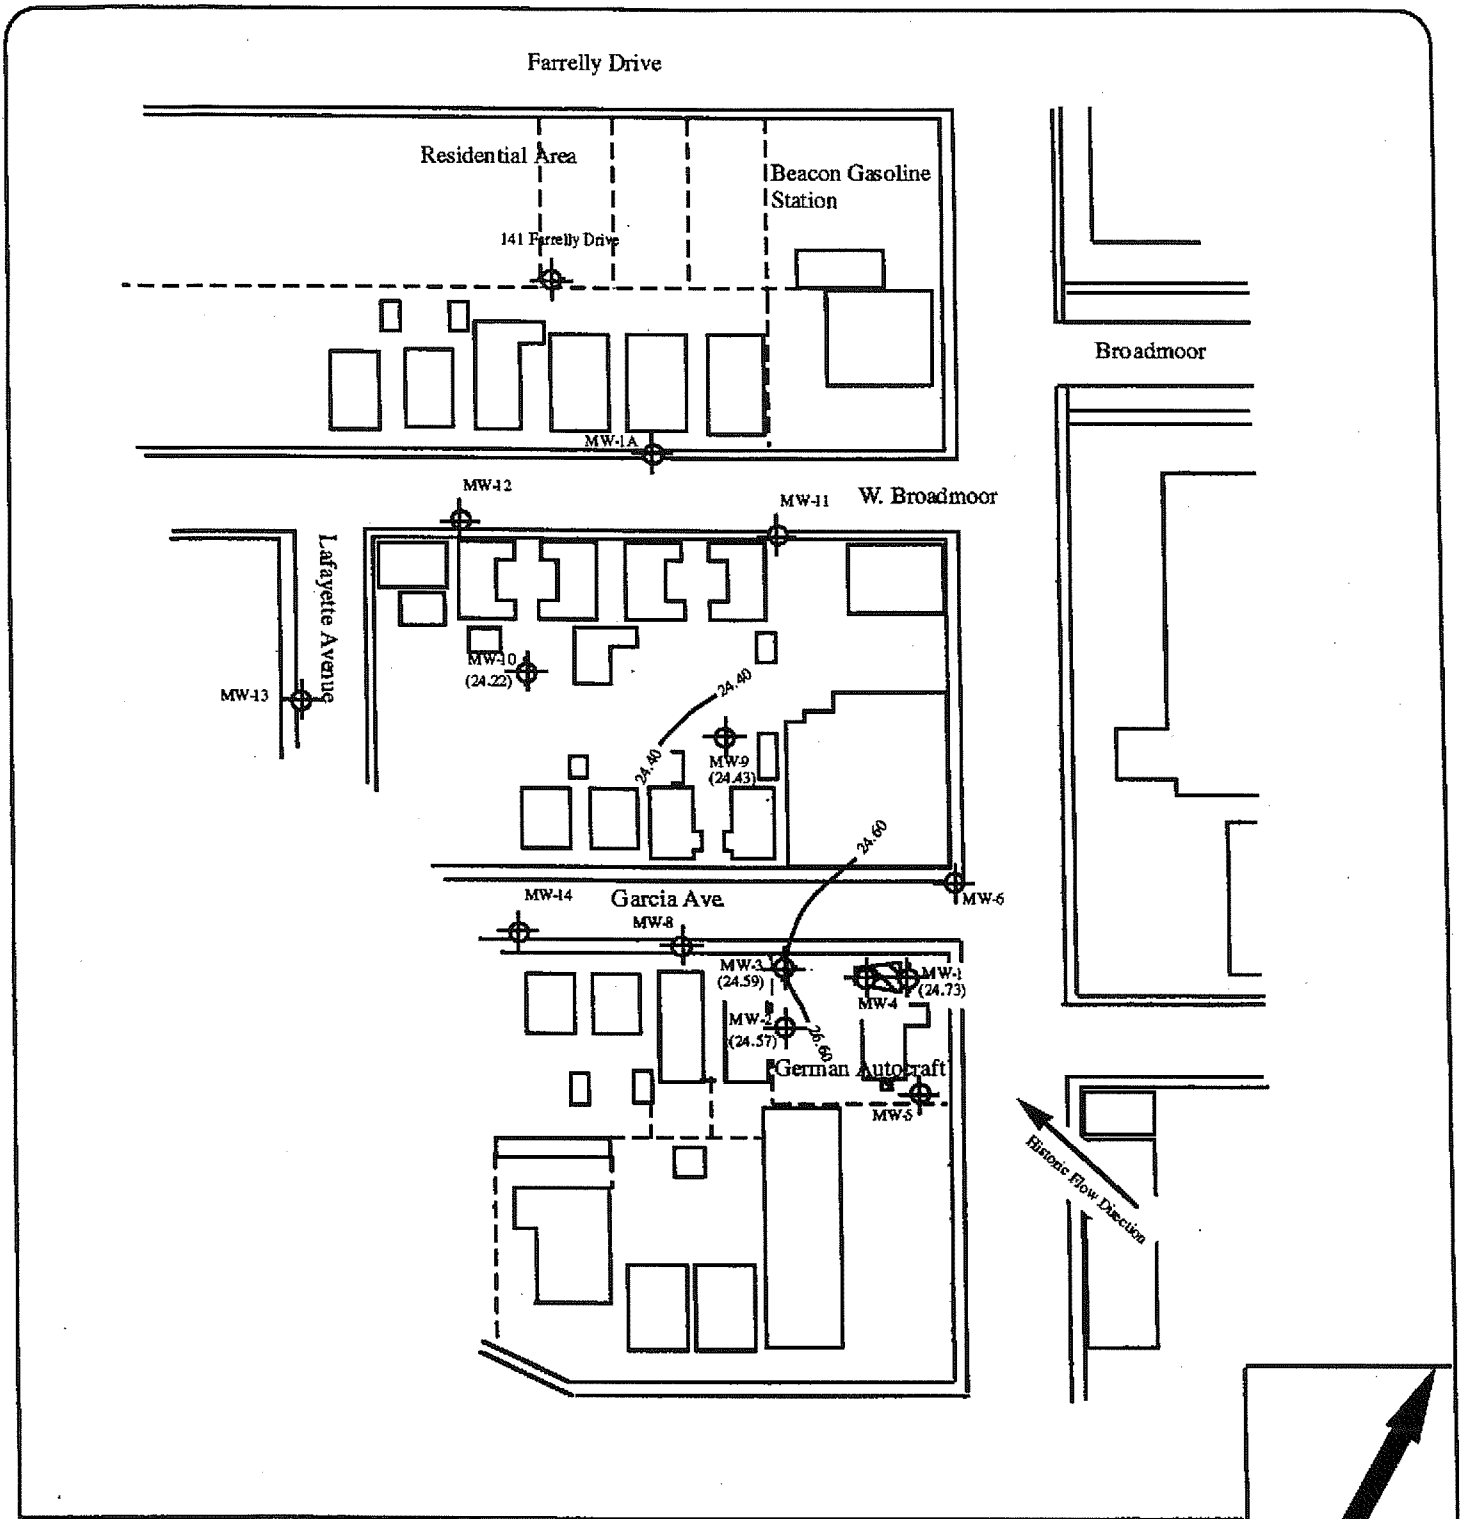 Farrelly Drive
Residential Area
Beacon Gasoline
Station
141 Farrelly Drive
Broadmoor
MW-1A
MW-12
MW-11
W. Broadmoor
Lafayette Avenue
MW-10
(24.22)
MW-13
24.40
24.40
MW-9
(24.43)
24.60
MW-14
Garcia Ave.
MW-8
MW-6
MW-3
(24.59)
MW-1
(24.73)
MW-4
MW-2
(24.57)
26.60
German Autocraft
MW-5
Historic Flow Direction